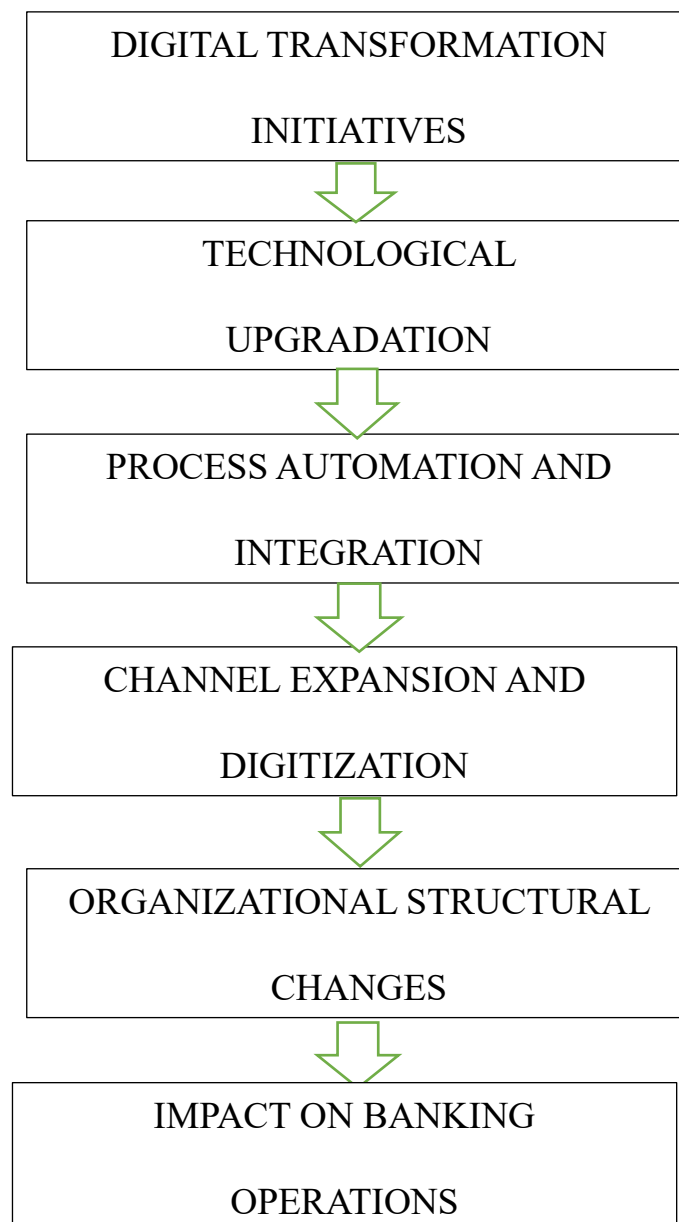 DIGITAL TRANSFORMATION
INITIATIVES
TECHNOLOGICAL
UPGRADATION
PROCESS AUTOMATION AND
INTEGRATION
CHANNEL EXPANSION AND
DIGITIZATION
ORGANIZATIONAL STRUCTURAL
CHANGES
IMPACT ON BANKING
OPERATIONS